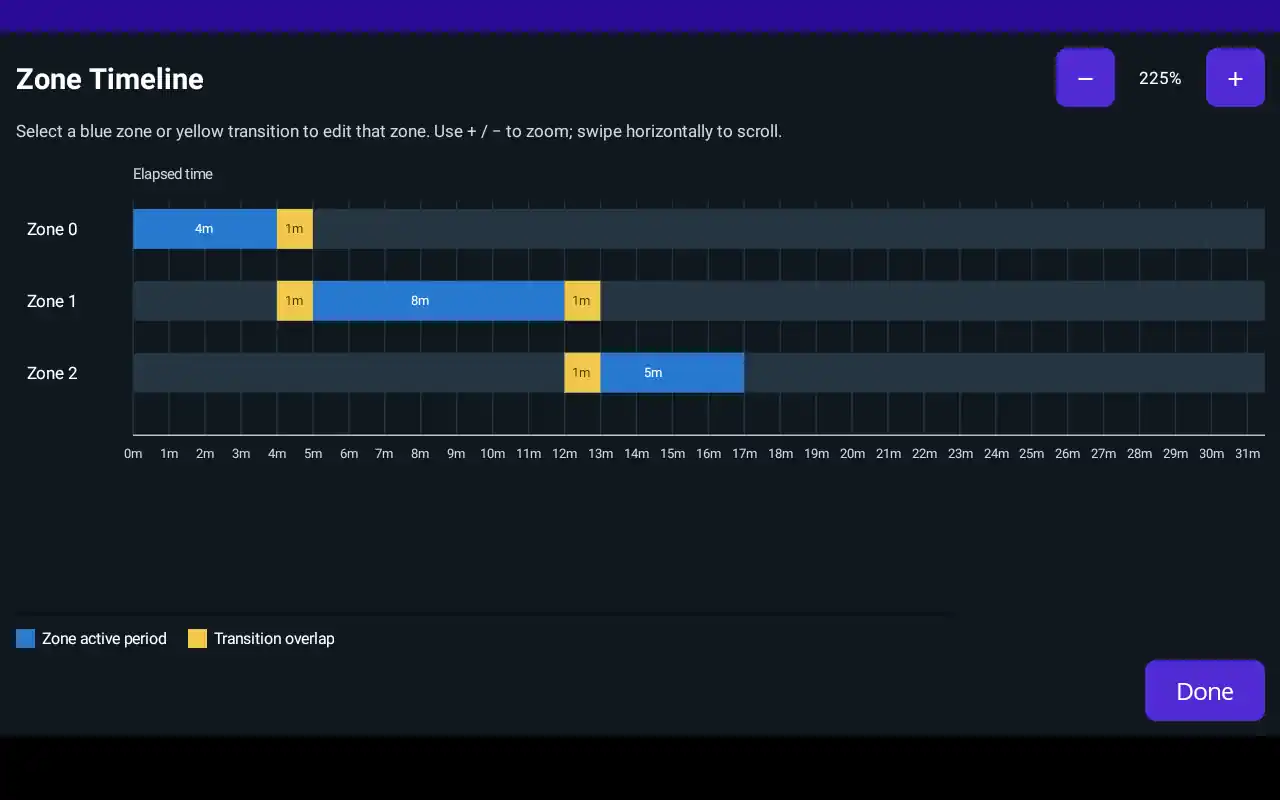 Zone Timeline
− 225% +
Select a blue zone or yellow transition to edit that zone. Use + / − to zoom; swipe horizontally to scroll.
Elapsed time
Zone 0 4m 1m
Zone 1 1m 8m 1m
Zone 2 1m 5m
0m 1m 2m 3m 4m 5m 6m 7m 8m 9m 10m 11m 12m 13m 14m 15m 16m 17m 18m 19m 20m 21m 22m 23m 24m 25m 26m 27m 28m 29m 30m 31m
Zone active period Transition overlap
Done